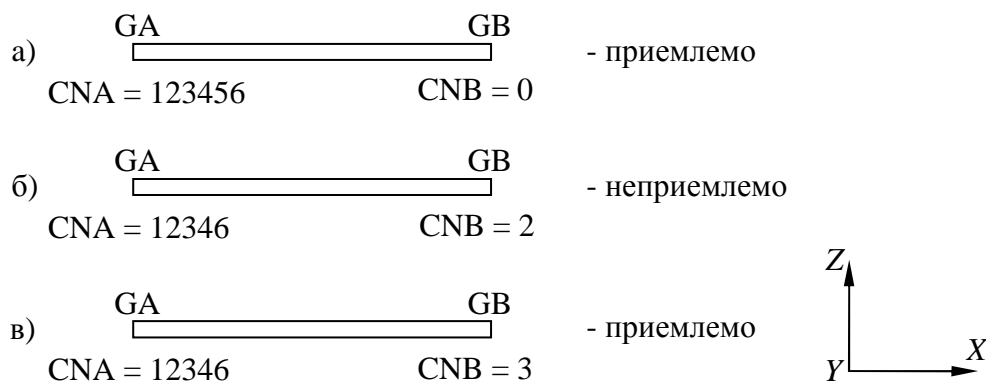 GA GB
а) - приемлемо
CNA = 123456 CNB = 0
GA GB
б) - неприемлемо
CNA = 12346 CNB = 2
Z
GA GB
в) - приемлемо
CNA = 12346 CNB = 3
Y X